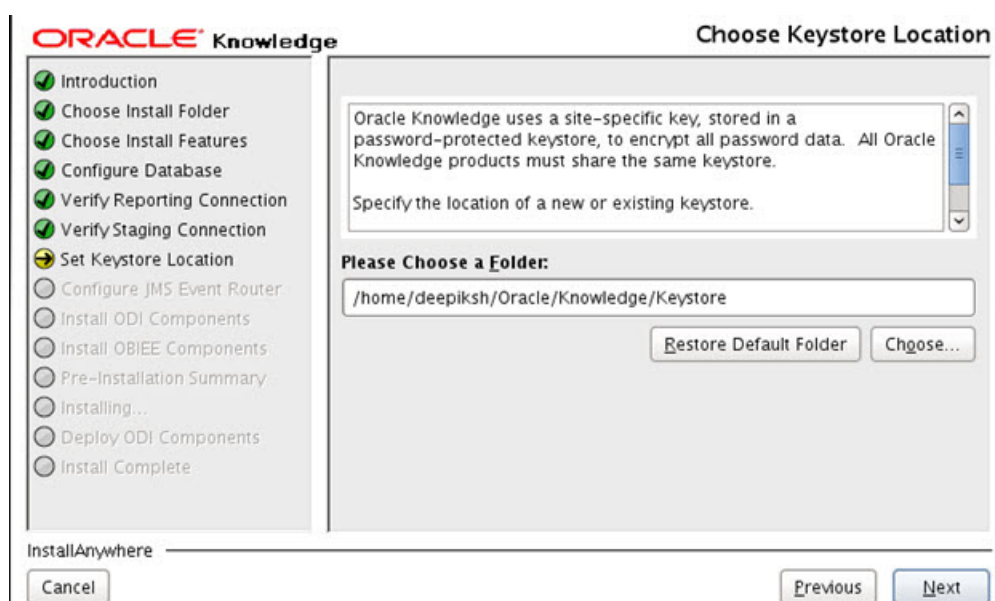 ORACLE Knowledge
Choose Keystore Location
Introduction
Choose Install Folder
Choose Install Features
Configure Database
Verify Reporting Connection
Verify Staging Connection
Set Keystore Location
Configure JMS Event Router
Install ODI Components
Install OBIEE Components
Pre-Installation Summary
Installing...
Deploy ODI Components
Install Complete
Oracle Knowledge uses a site-specific key, stored in a
password-protected keystore, to encrypt all password data. All Oracle
Knowledge products must share the same keystore.
Specify the location of a new or existing keystore.
Please Choose a Folder:
/home/deepiksh/Oracle/Knowledge/Keystore
Restore Default Folder
Choose...
InstallAnywhere
Cancel
Previous
Next